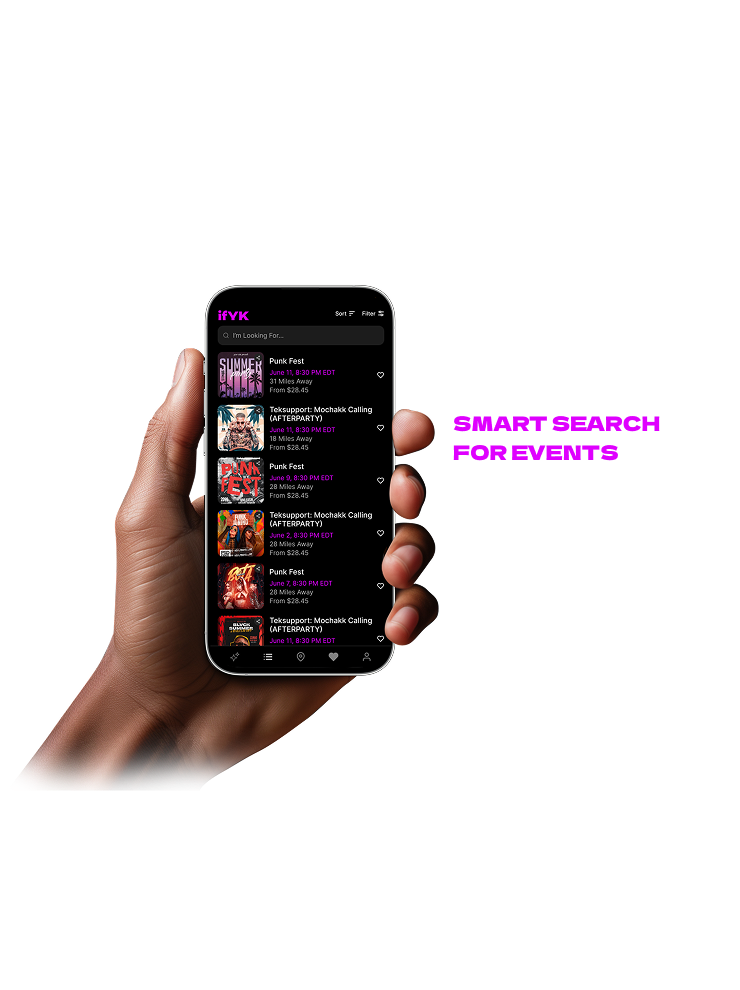 ifYK
Sort
Filter
I'm Looking For...
SUMMER
Punk Fest
June 11, 8:30 PM EDT
31 Miles Away
From $28.45
Teksupport: Mochakk Calling
(AFTERPARTY)
June 11, 8:30 PM EDT
18 Miles Away
From $28.45
PUNK
FEST
Punk Fest
June 9, 8:30 PM EDT
28 Miles Away
From $28.45
Teksupport: Mochakk Calling
(AFTERPARTY)
June 2, 8:30 PM EDT
28 Miles Away
From $28.45
Punk Fest
June 7, 8:30 PM EDT
28 Miles Away
From $28.45
BLVCK
SUMMER
Teksupport: Mochakk Calling
(AFTERPARTY)
June 11, 8:30 PM EDT
SMART SEARCH
FOR EVENTS